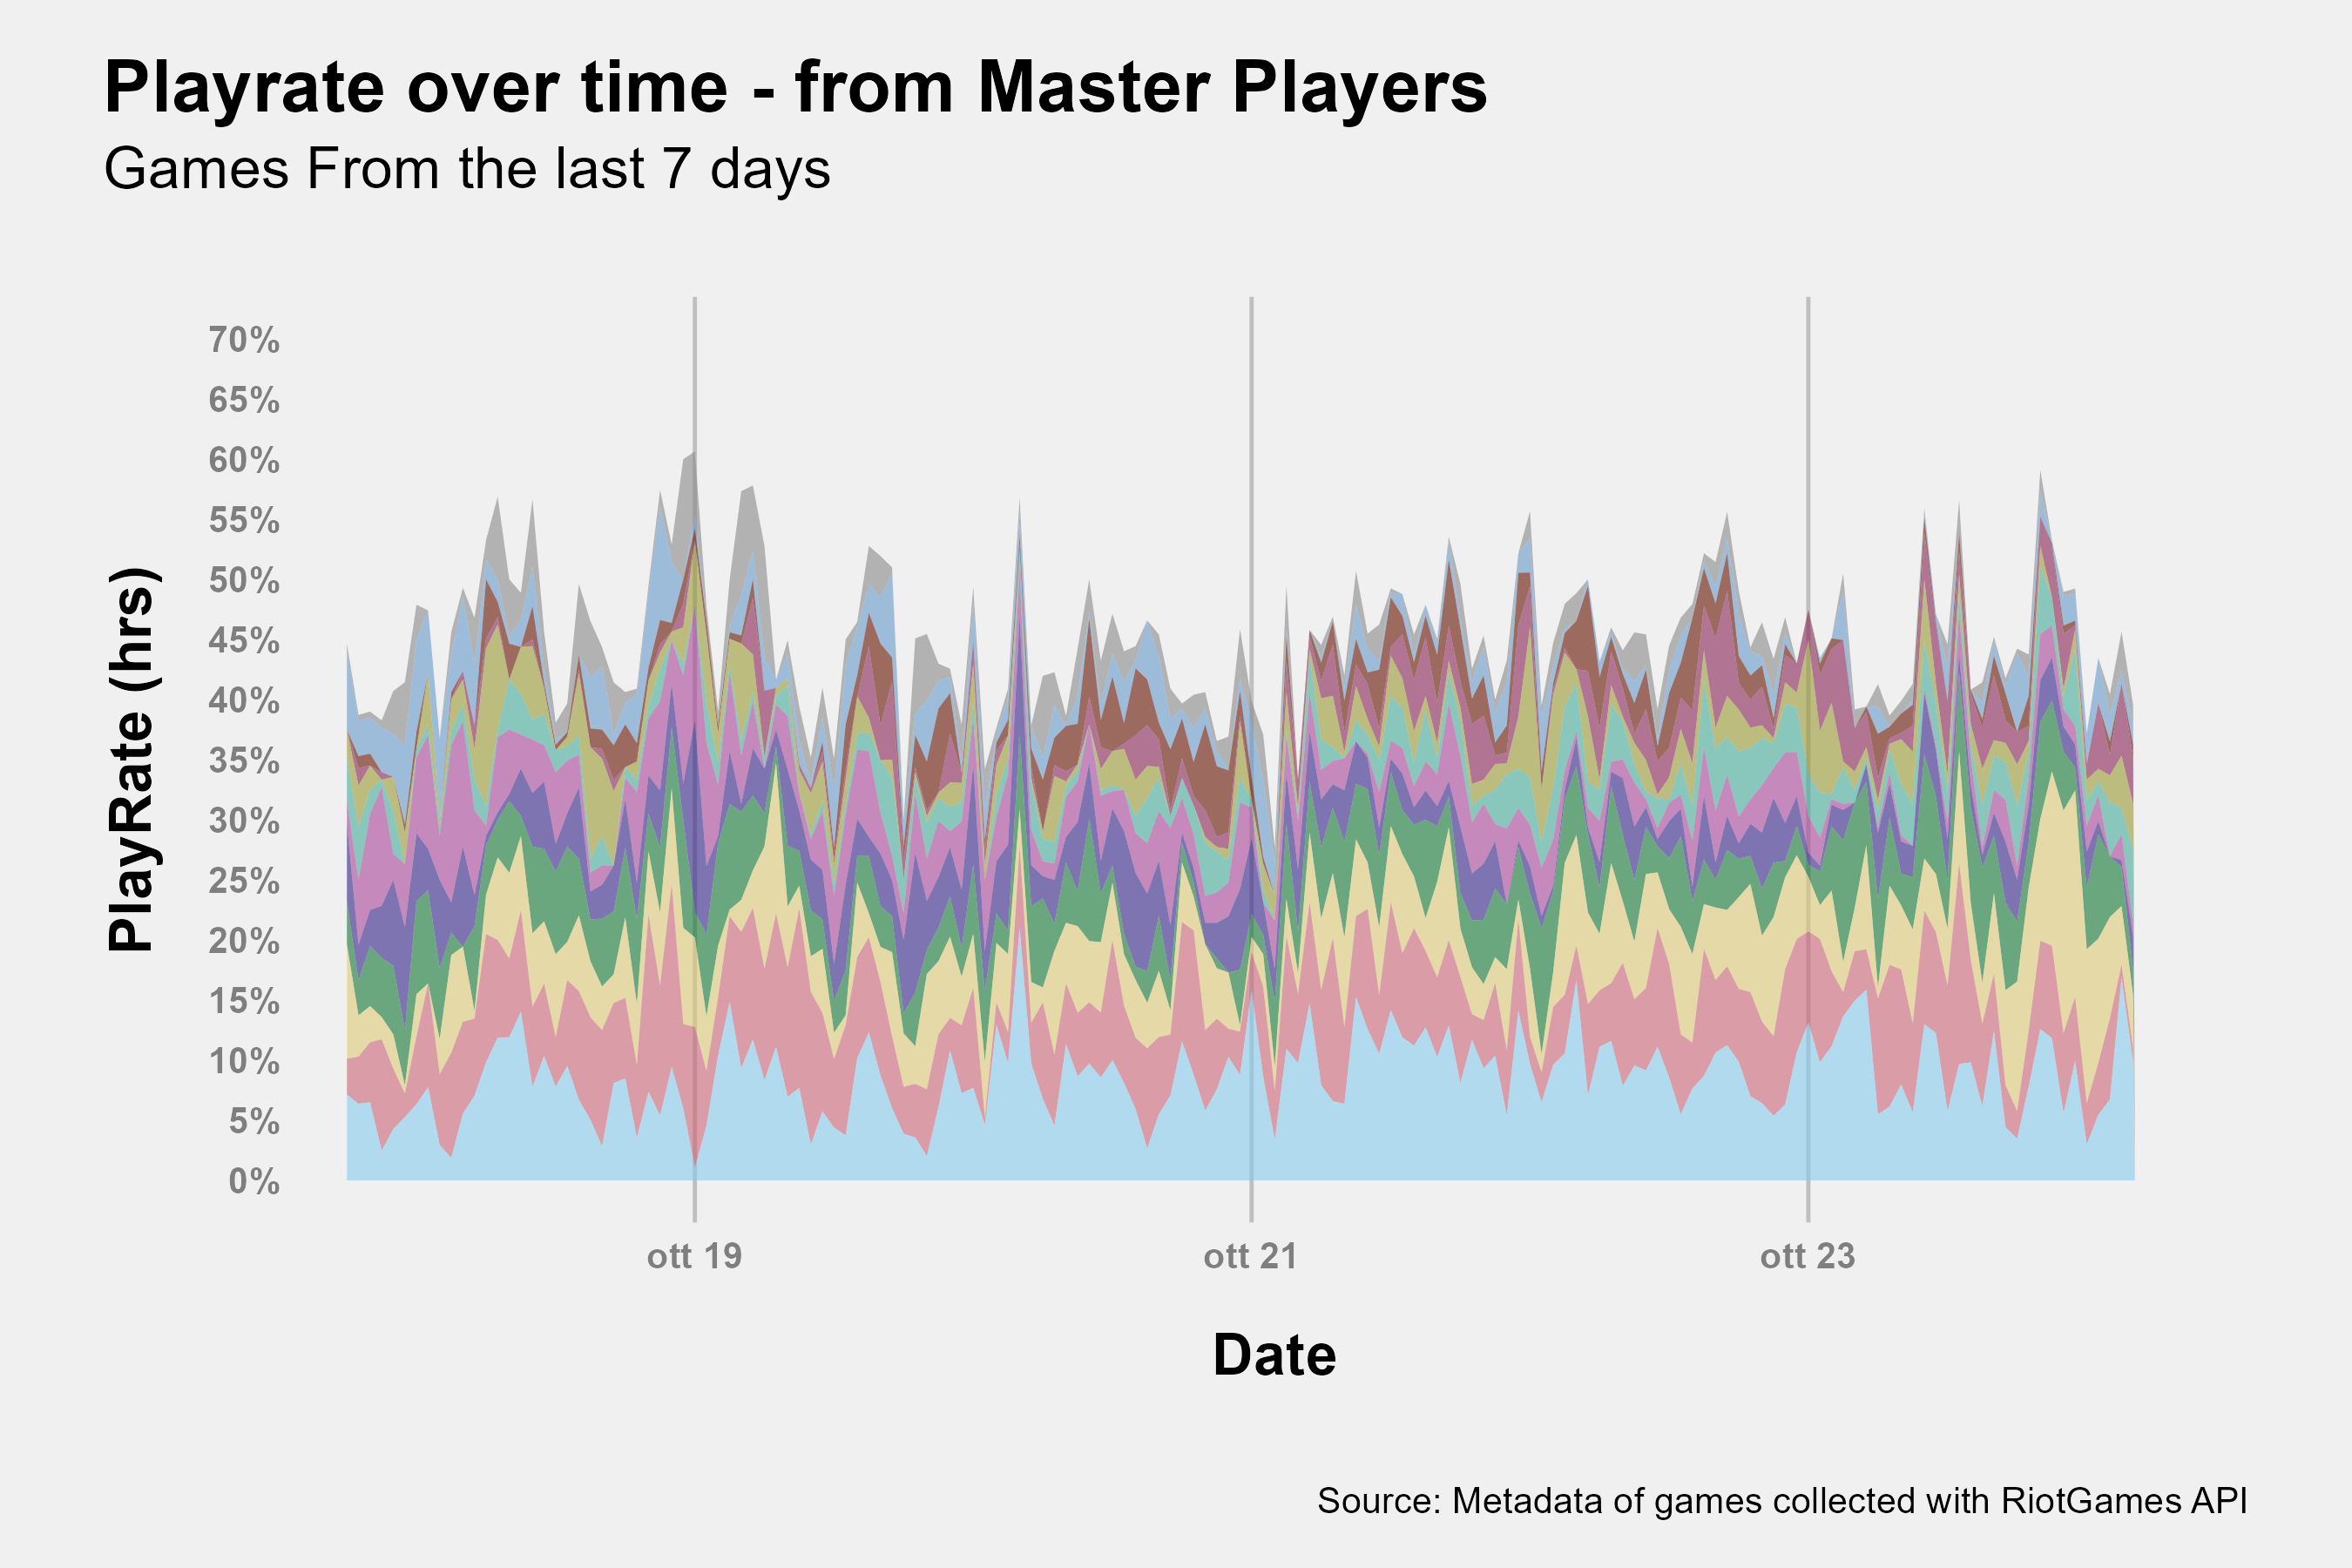 Playrate over time - from Master Players
Games From the last 7 days
PlayRate (hrs)
70%
65%
60%
55%
50%
45%
40%
35%
30%
25%
20%
15%
10%
5%
0%
ott 19
ott 21
ott 23
Date
Source: Metadata of games collected with RiotGames API